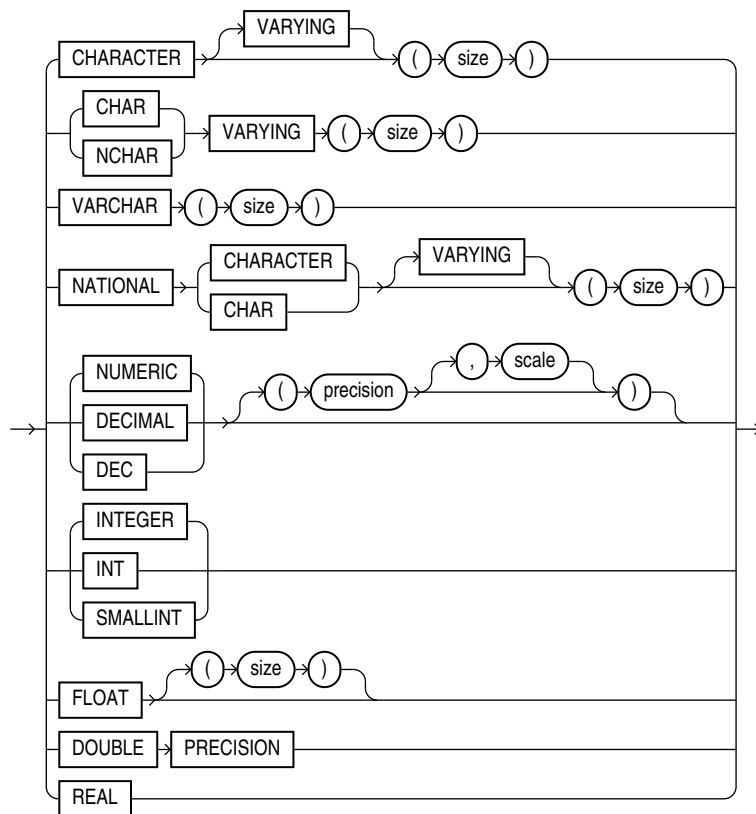 VARYING
CHARACTER ( size )
CHAR
VARYING ( size )
NCHAR
VARCHAR ( size )
CHARACTER VARYING
NATIONAL ( size )
CHAR
NUMERIC , scale
( precision )
DECIMAL
DEC
INTEGER
INT
SMALLINT
( size )
FLOAT
DOUBLE PRECISION
REAL